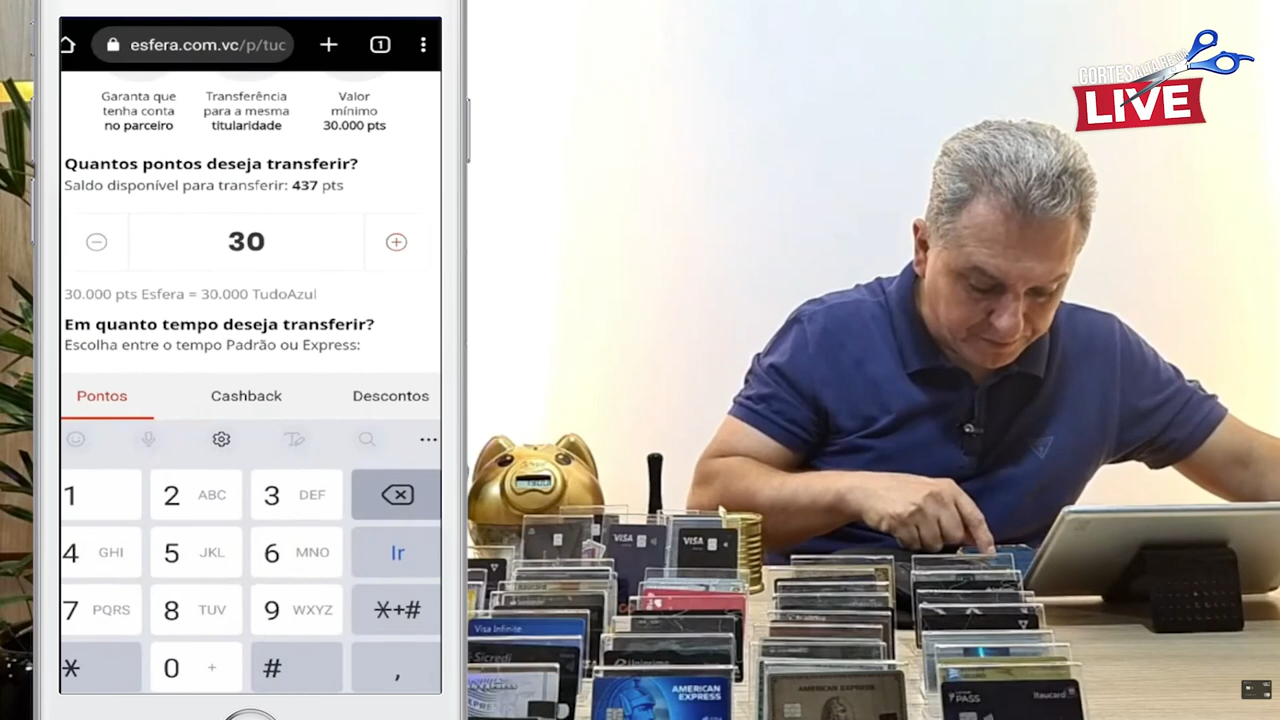 esfera.com.vc/p/tuc
1
Garanta que
tenha conta
no parceiro
Transferência
para a mesma
titularidade
Valor
mínimo
30.000 pts
Quantos pontos deseja transferir?
Saldo disponível para transferir: 437 pts
30
30.000 pts Esfera = 30.000 TudoAzul
Em quanto tempo deseja transferir?
Escolha entre o tempo Padrão ou Express:
Pontos Cashback Descontos
1 2 ABC 3 DEF
4 GHI 5 JKL 6 MNO Ir
7 PQRS 8 TUV 9 WXYZ *+#
* 0 + # ,
CORTES ALTA RENDA
LIVE
VISA
VISA
Visa Infinite
Sicredi
Unicred
AMERICAN
EXPRESS
AMERICAN EXPRESS
PASS
Itaucard